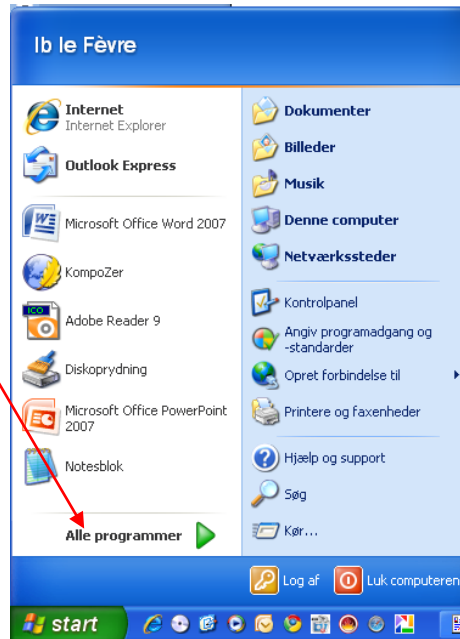 Ib le Fèvre
Internet
Internet Explorer
Outlook Express
Microsoft Office Word 2007
KompoZer
ICO
Adobe Reader 9
Diskoprydning
Microsoft Office PowerPoint
2007
Notesblok
Alle programmer
Dokumenter
Billeder
Musik
Denne computer
Netværkssteder
Kontrolpanel
Angiv programadgang og
-standarder
Opret forbindelse til
Printere og faxenheder
Hjælp og support
Søg
Kør...
Log af
Luk computeren
start